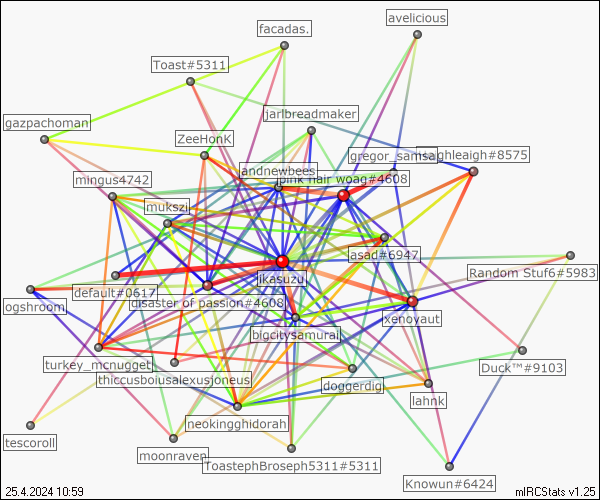 avelicious
facadas.
Toast#5311
jarlbreadmaker
gazpachoman
ZeeHonk
gregor_samsa
aghleaigh#8575
andnewbees
pink hair woag#4608
mingus4742
mukszi
asad#6947
jikasuzu
Random Stuf6#5983
default#0617
disaster of passion#4608
ogshroom
xenoyaut
bigcitysamurai
turkey_mcnugget
Duck™#9103
thiccusboiusalexusjoneus
doggerdig
lahnk
neokingghidorah
tescoroll
moonraven
ToastephBroseph5311#5311
Knowun#6424
25.4.2024 10:59
mIRCStats v1.25